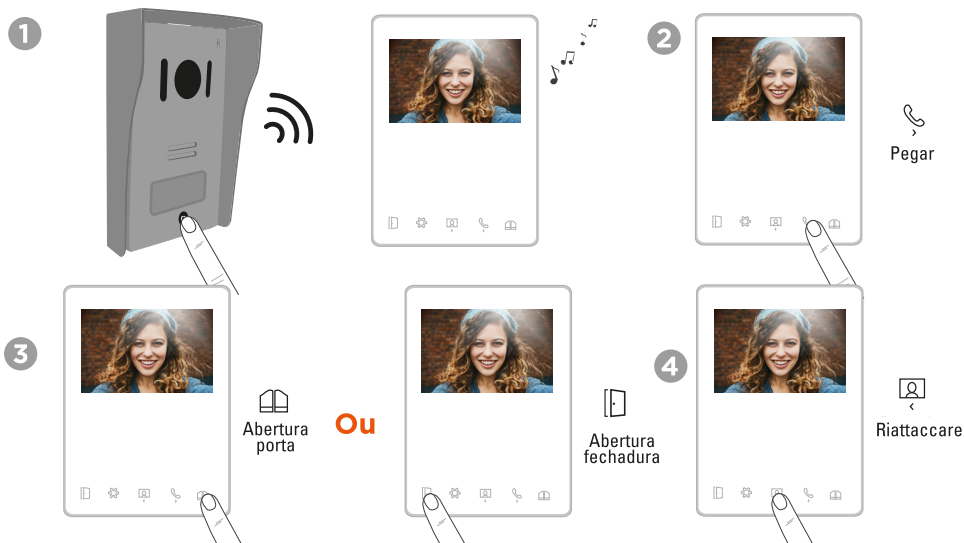 1
2
Pegar
3
Abertura
porta
Ou
Abertura
fechadura
4
Riattaccare